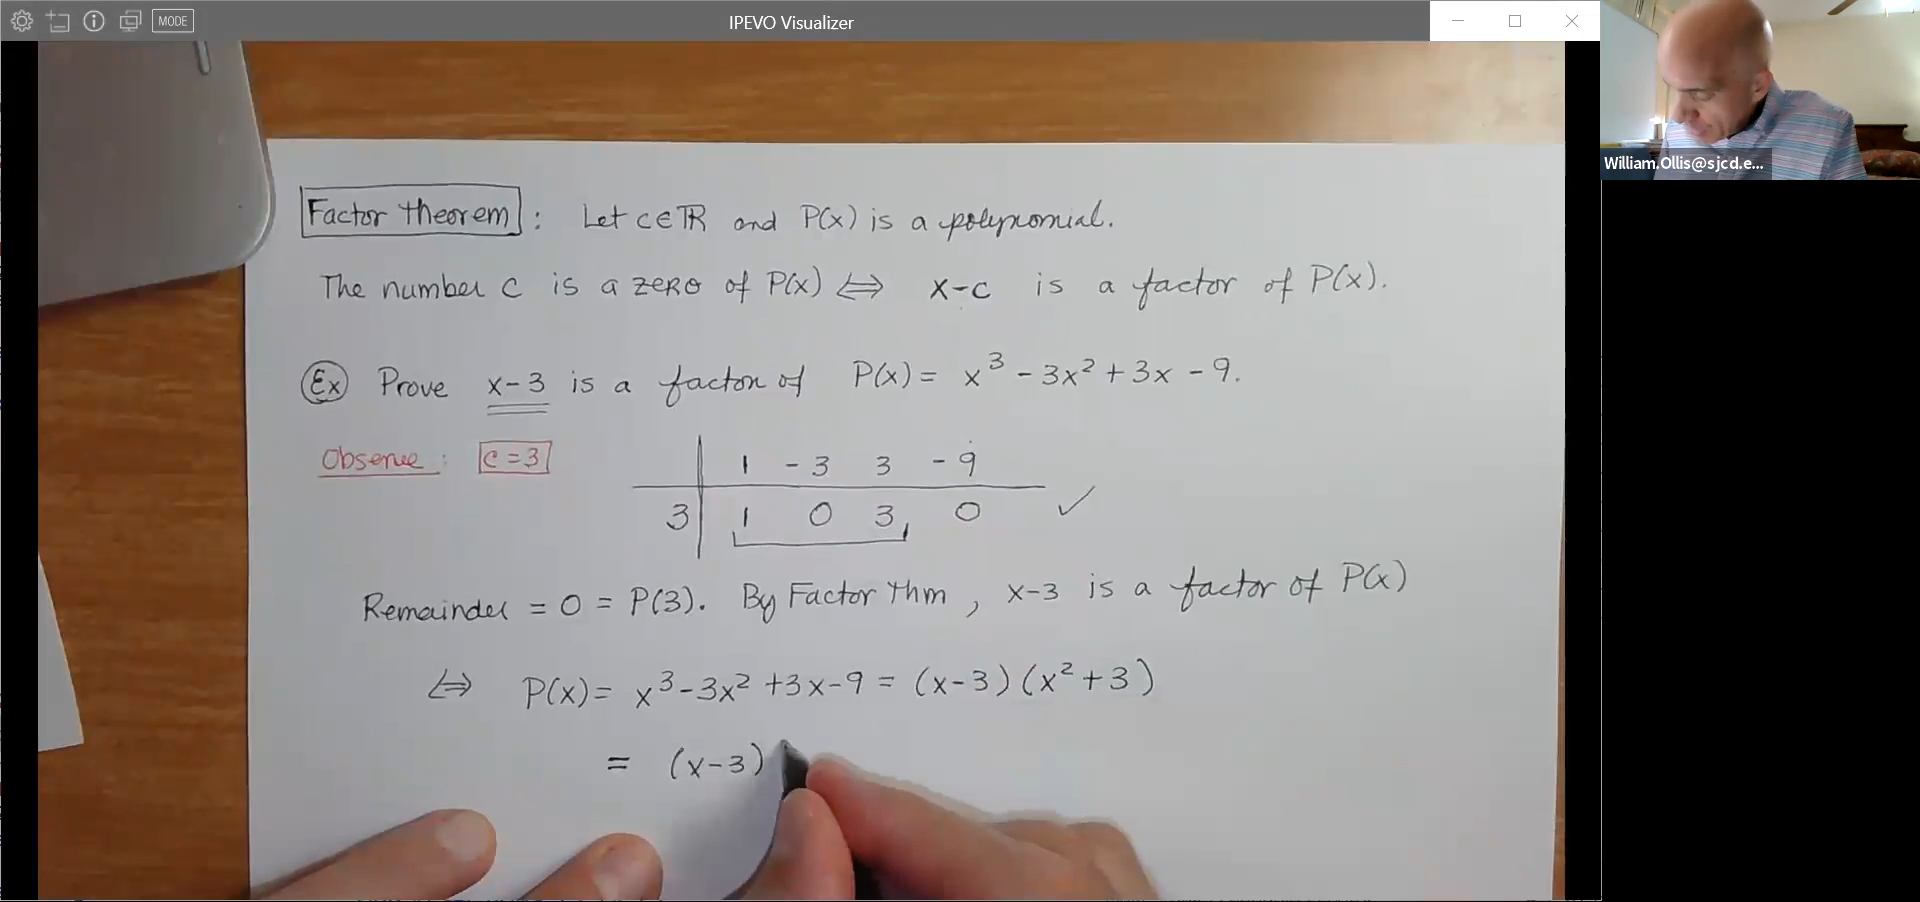 MODE
IPEVO Visualizer
William.Ollis@sjcd.e...
Factor theorem : Let c∈ℝ and P(x) is a polynomial.
The number c is a zero of P(x) ⟺ x-c is a factor of P(x).
Ex Prove x-3 is a factor of P(x) = x³ - 3x² + 3x - 9.
Observe : c = 3
1 -3 3 -9
3 1 0 3 0 ✓
Remainder = 0 = P(3). By Factor Thm, x-3 is a factor of P(x)
⟺ P(x) = x³ - 3x² + 3x - 9 = (x-3)(x²+3)
= (x-3)